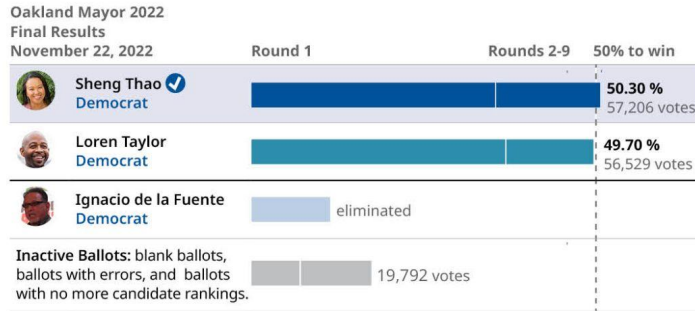 Oakland Mayor 2022
Final Results
November 22, 2022 Round 1 Rounds 2-9 50% to win
Sheng Thao
Democrat
50.30 %
57,206 votes
Loren Taylor
Democrat
49.70 %
56,529 votes
Ignacio de la Fuente
Democrat
eliminated
Inactive Ballots: blank ballots,
ballots with errors, and ballots
with no more candidate rankings.
19,792 votes